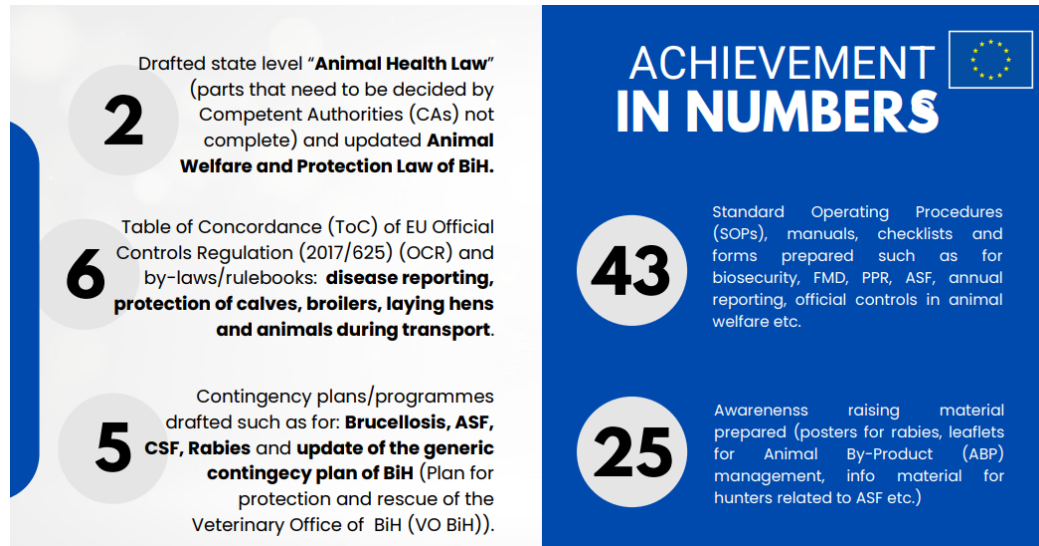 2
Drafted state level “Animal Health Law”
(parts that need to be decided by
Competent Authorities (CAs) not
complete) and updated Animal
Welfare and Protection Law of BiH.
6
Table of Concordance (ToC) of EU Official
Controls Regulation (2017/625) (OCR) and
by-laws/rulebooks: disease reporting,
protection of calves, broilers, laying hens
and animals during transport.
5
Contingency plans/programmes
drafted such as for: Brucellosis, ASF,
CSF, Rabies and update of the generic
contingecy plan of BiH (Plan for
protection and rescue of the
Veterinary Office of BiH (VO BiH)).
ACHIEVEMENT
IN NUMBERS
43
Standard Operating Procedures
(SOPs), manuals, checklists and
forms prepared such as for
biosecurity, FMD, PPR, ASF, annual
reporting, official controls in animal
welfare etc.
25
Awarenenss raising material
prepared (posters for rabies, leaflets
for Animal By-Product (ABP)
management, info material for
hunters related to ASF etc.)